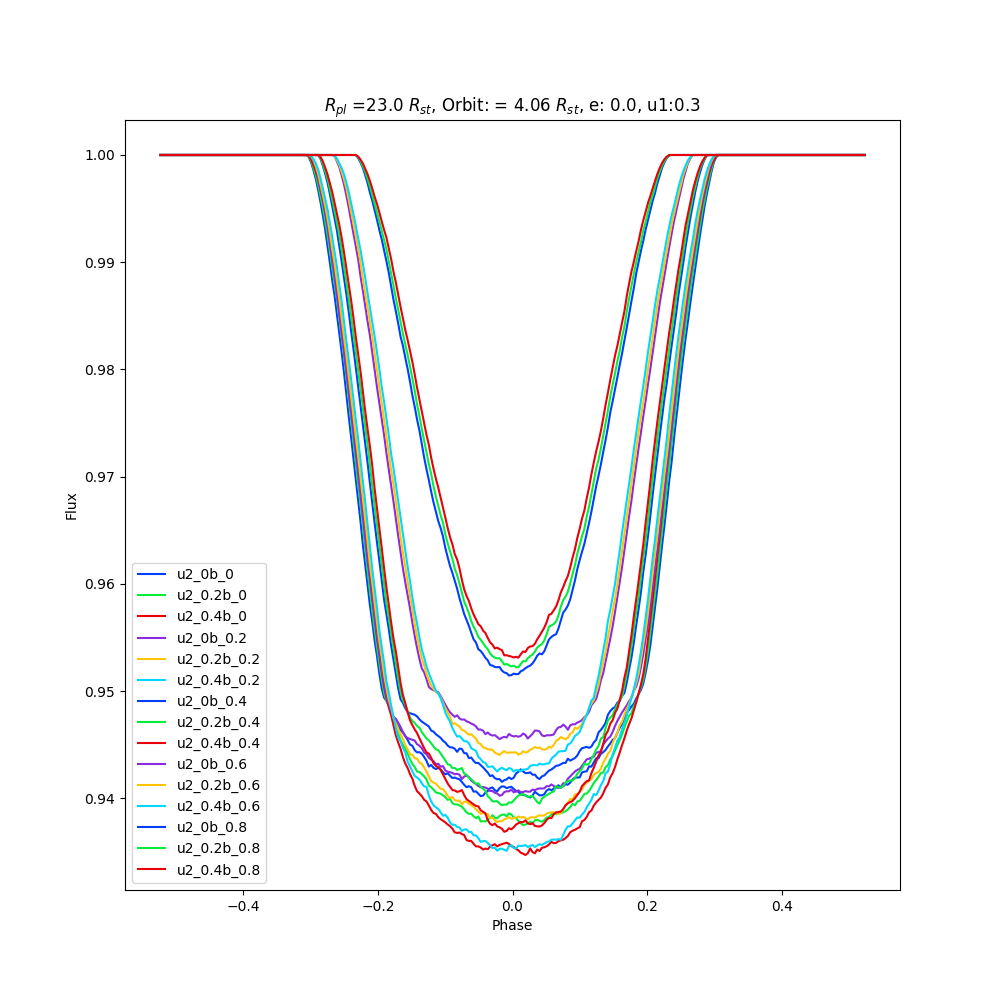 R_pl =23.0 R_st, Orbit: = 4.06 R_st, e: 0.0, u1:0.3
1.00
0.99
0.98
0.97
0.96
0.95
0.94
Flux
u2_0b_0
u2_0.2b_0
u2_0.4b_0
u2_0b_0.2
u2_0.2b_0.2
u2_0.4b_0.2
u2_0b_0.4
u2_0.2b_0.4
u2_0.4b_0.4
u2_0b_0.6
u2_0.2b_0.6
u2_0.4b_0.6
u2_0b_0.8
u2_0.2b_0.8
u2_0.4b_0.8
−0.4 −0.2 0.0 0.2 0.4
Phase